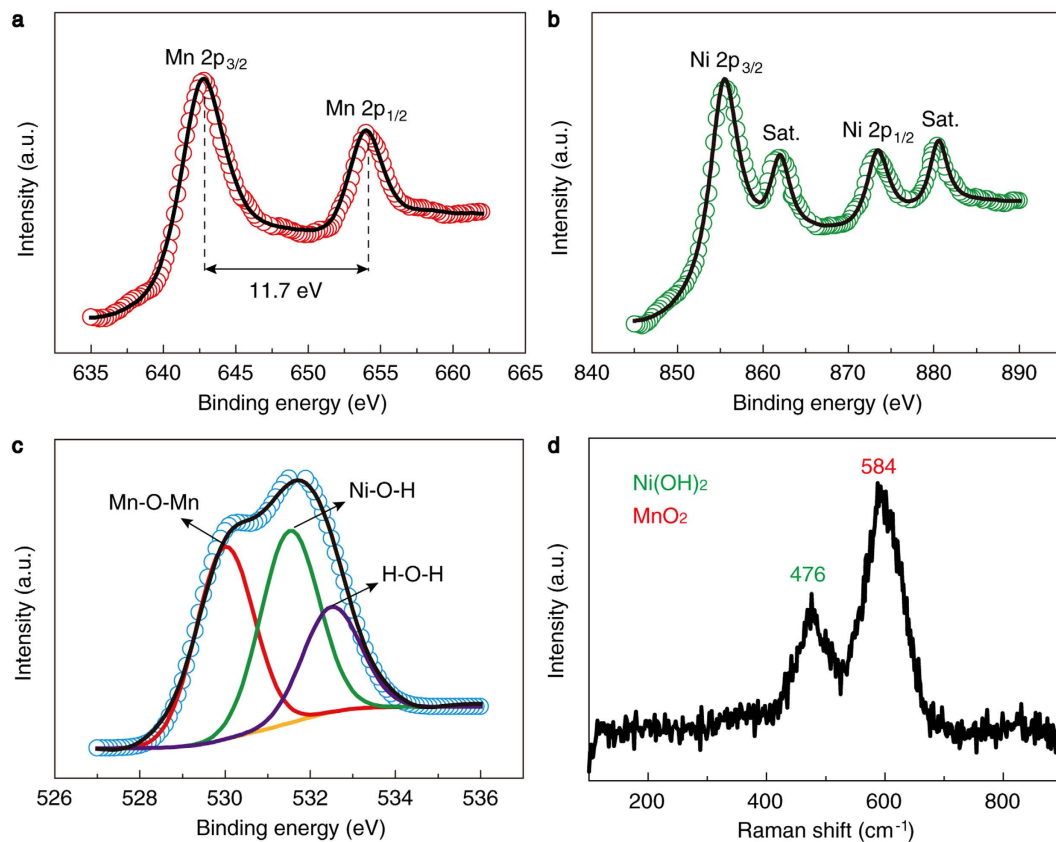 a
Mn 2p3/2
Mn 2p1/2
11.7 eV
Intensity (a.u.)
635 640 645 650 655 660 665
Binding energy (eV)
b
Ni 2p3/2
Sat.
Ni 2p1/2
Sat.
Intensity (a.u.)
840 850 860 870 880 890
Binding energy (eV)
c
Mn-O-Mn
Ni-O-H
H-O-H
Intensity (a.u.)
526 528 530 532 534 536
Binding energy (eV)
d
Ni(OH)2
MnO2
584
476
Intensity (a.u.)
200 400 600 800
Raman shift (cm-1)